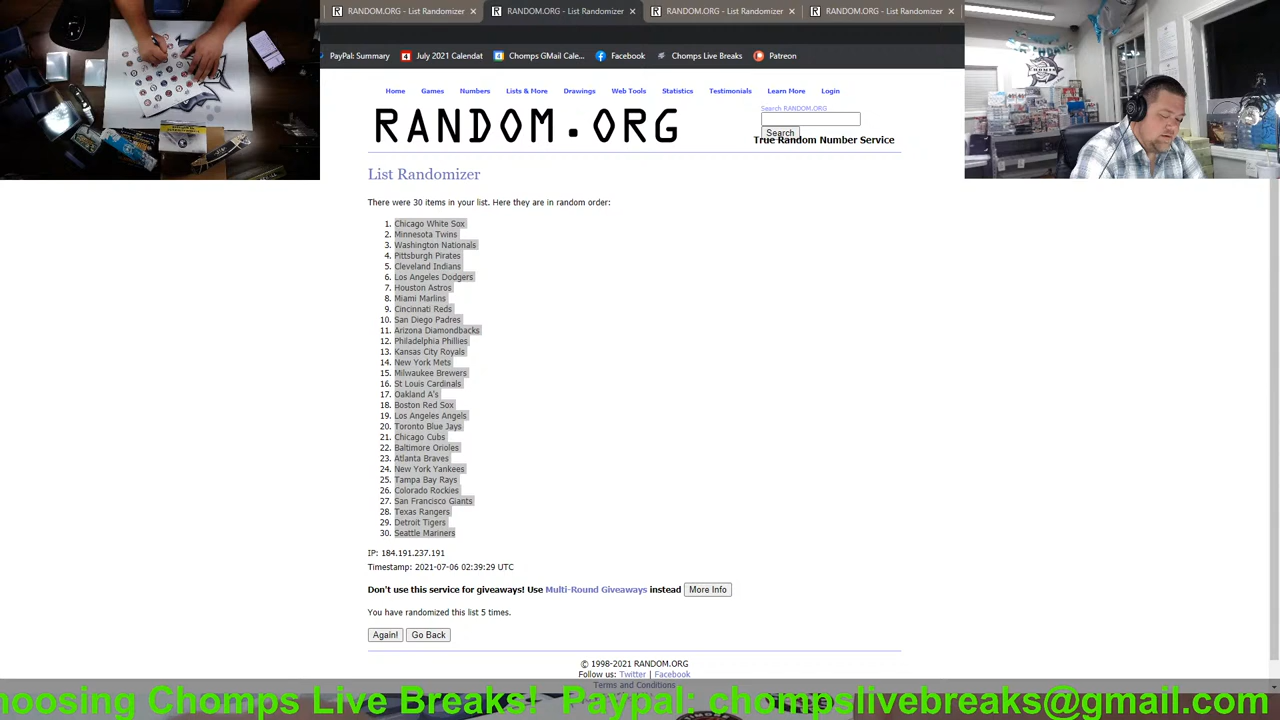 RANDOM.ORG - List Randomizer × RANDOM.ORG - List Randomizer × RANDOM.ORG - List Randomizer × RANDOM.ORG - List Randomizer ×
PayPal: Summary July 2021 Calendat Chomps GMail Cale... Facebook Chomps Live Breaks Patreon
Home Games Numbers Lists & More Drawings Web Tools Statistics Testimonials Learn More Login
Search RANDOM.ORG
RANDOM.ORG
Search
True Random Number Service
List Randomizer
There were 30 items in your list. Here they are in random order:
1. Chicago White Sox
2. Minnesota Twins
3. Washington Nationals
4. Pittsburgh Pirates
5. Cleveland Indians
6. Los Angeles Dodgers
7. Houston Astros
8. Miami Marlins
9. Cincinnati Reds
10. San Diego Padres
11. Arizona Diamondbacks
12. Philadelphia Phillies
13. Kansas City Royals
14. New York Mets
15. Milwaukee Brewers
16. St Louis Cardinals
17. Oakland A's
18. Boston Red Sox
19. Los Angeles Angels
20. Toronto Blue Jays
21. Chicago Cubs
22. Baltimore Orioles
23. Atlanta Braves
24. New York Yankees
25. Tampa Bay Rays
26. Colorado Rockies
27. San Francisco Giants
28. Texas Rangers
29. Detroit Tigers
30. Seattle Mariners
IP: 184.191.237.191
Timestamp: 2021-07-06 02:39:29 UTC
Don't use this service for giveaways! Use Multi-Round Giveaways instead More Info
You have randomized this list 5 times.
Again! Go Back
© 1998-2021 RANDOM.ORG
Follow us: Twitter | Facebook
Terms and Conditions
hoosing Chomps Live Breaks! Paypal: chompslivebreaks@gmail.com